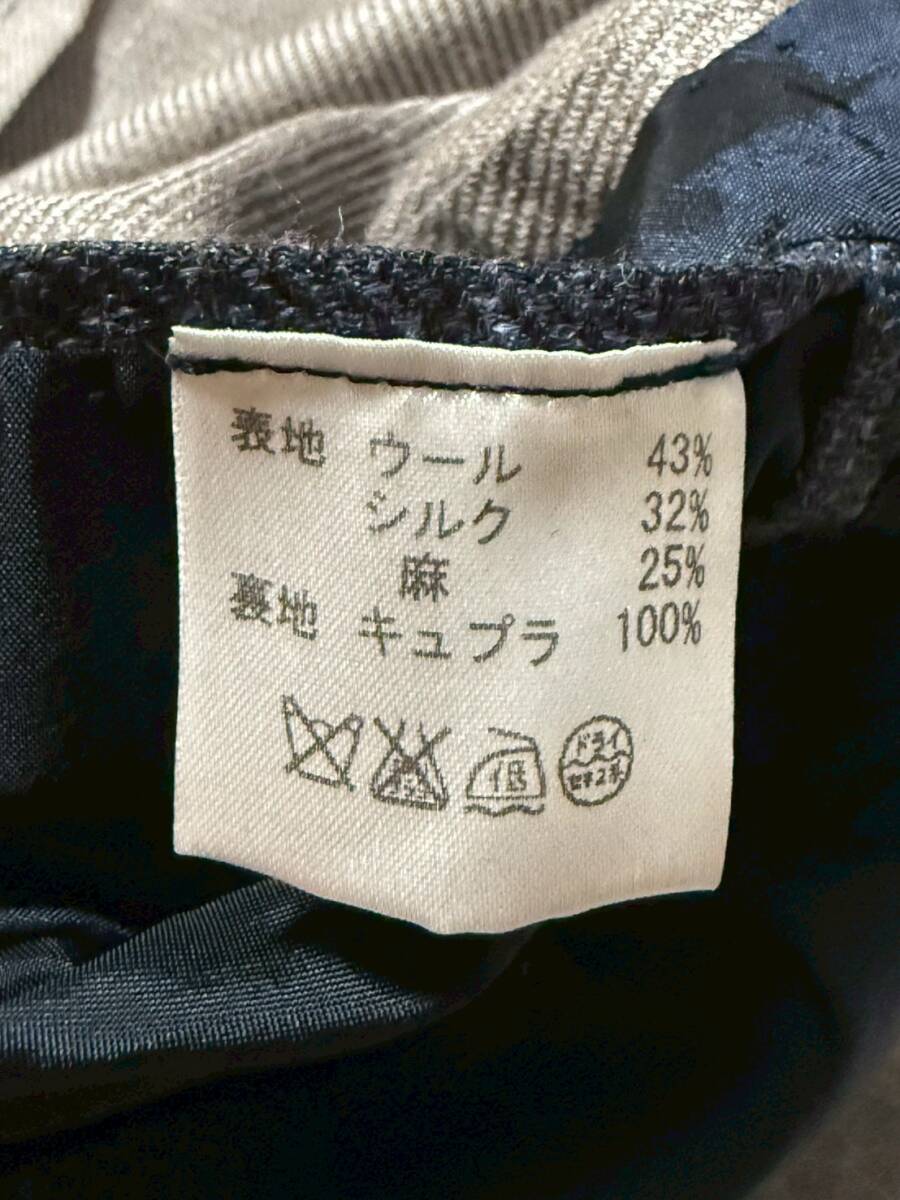 表地 ウール 43%
シルク 32%
麻 25%
裏地 キュプラ 100%
低
ドライ
セキユ系